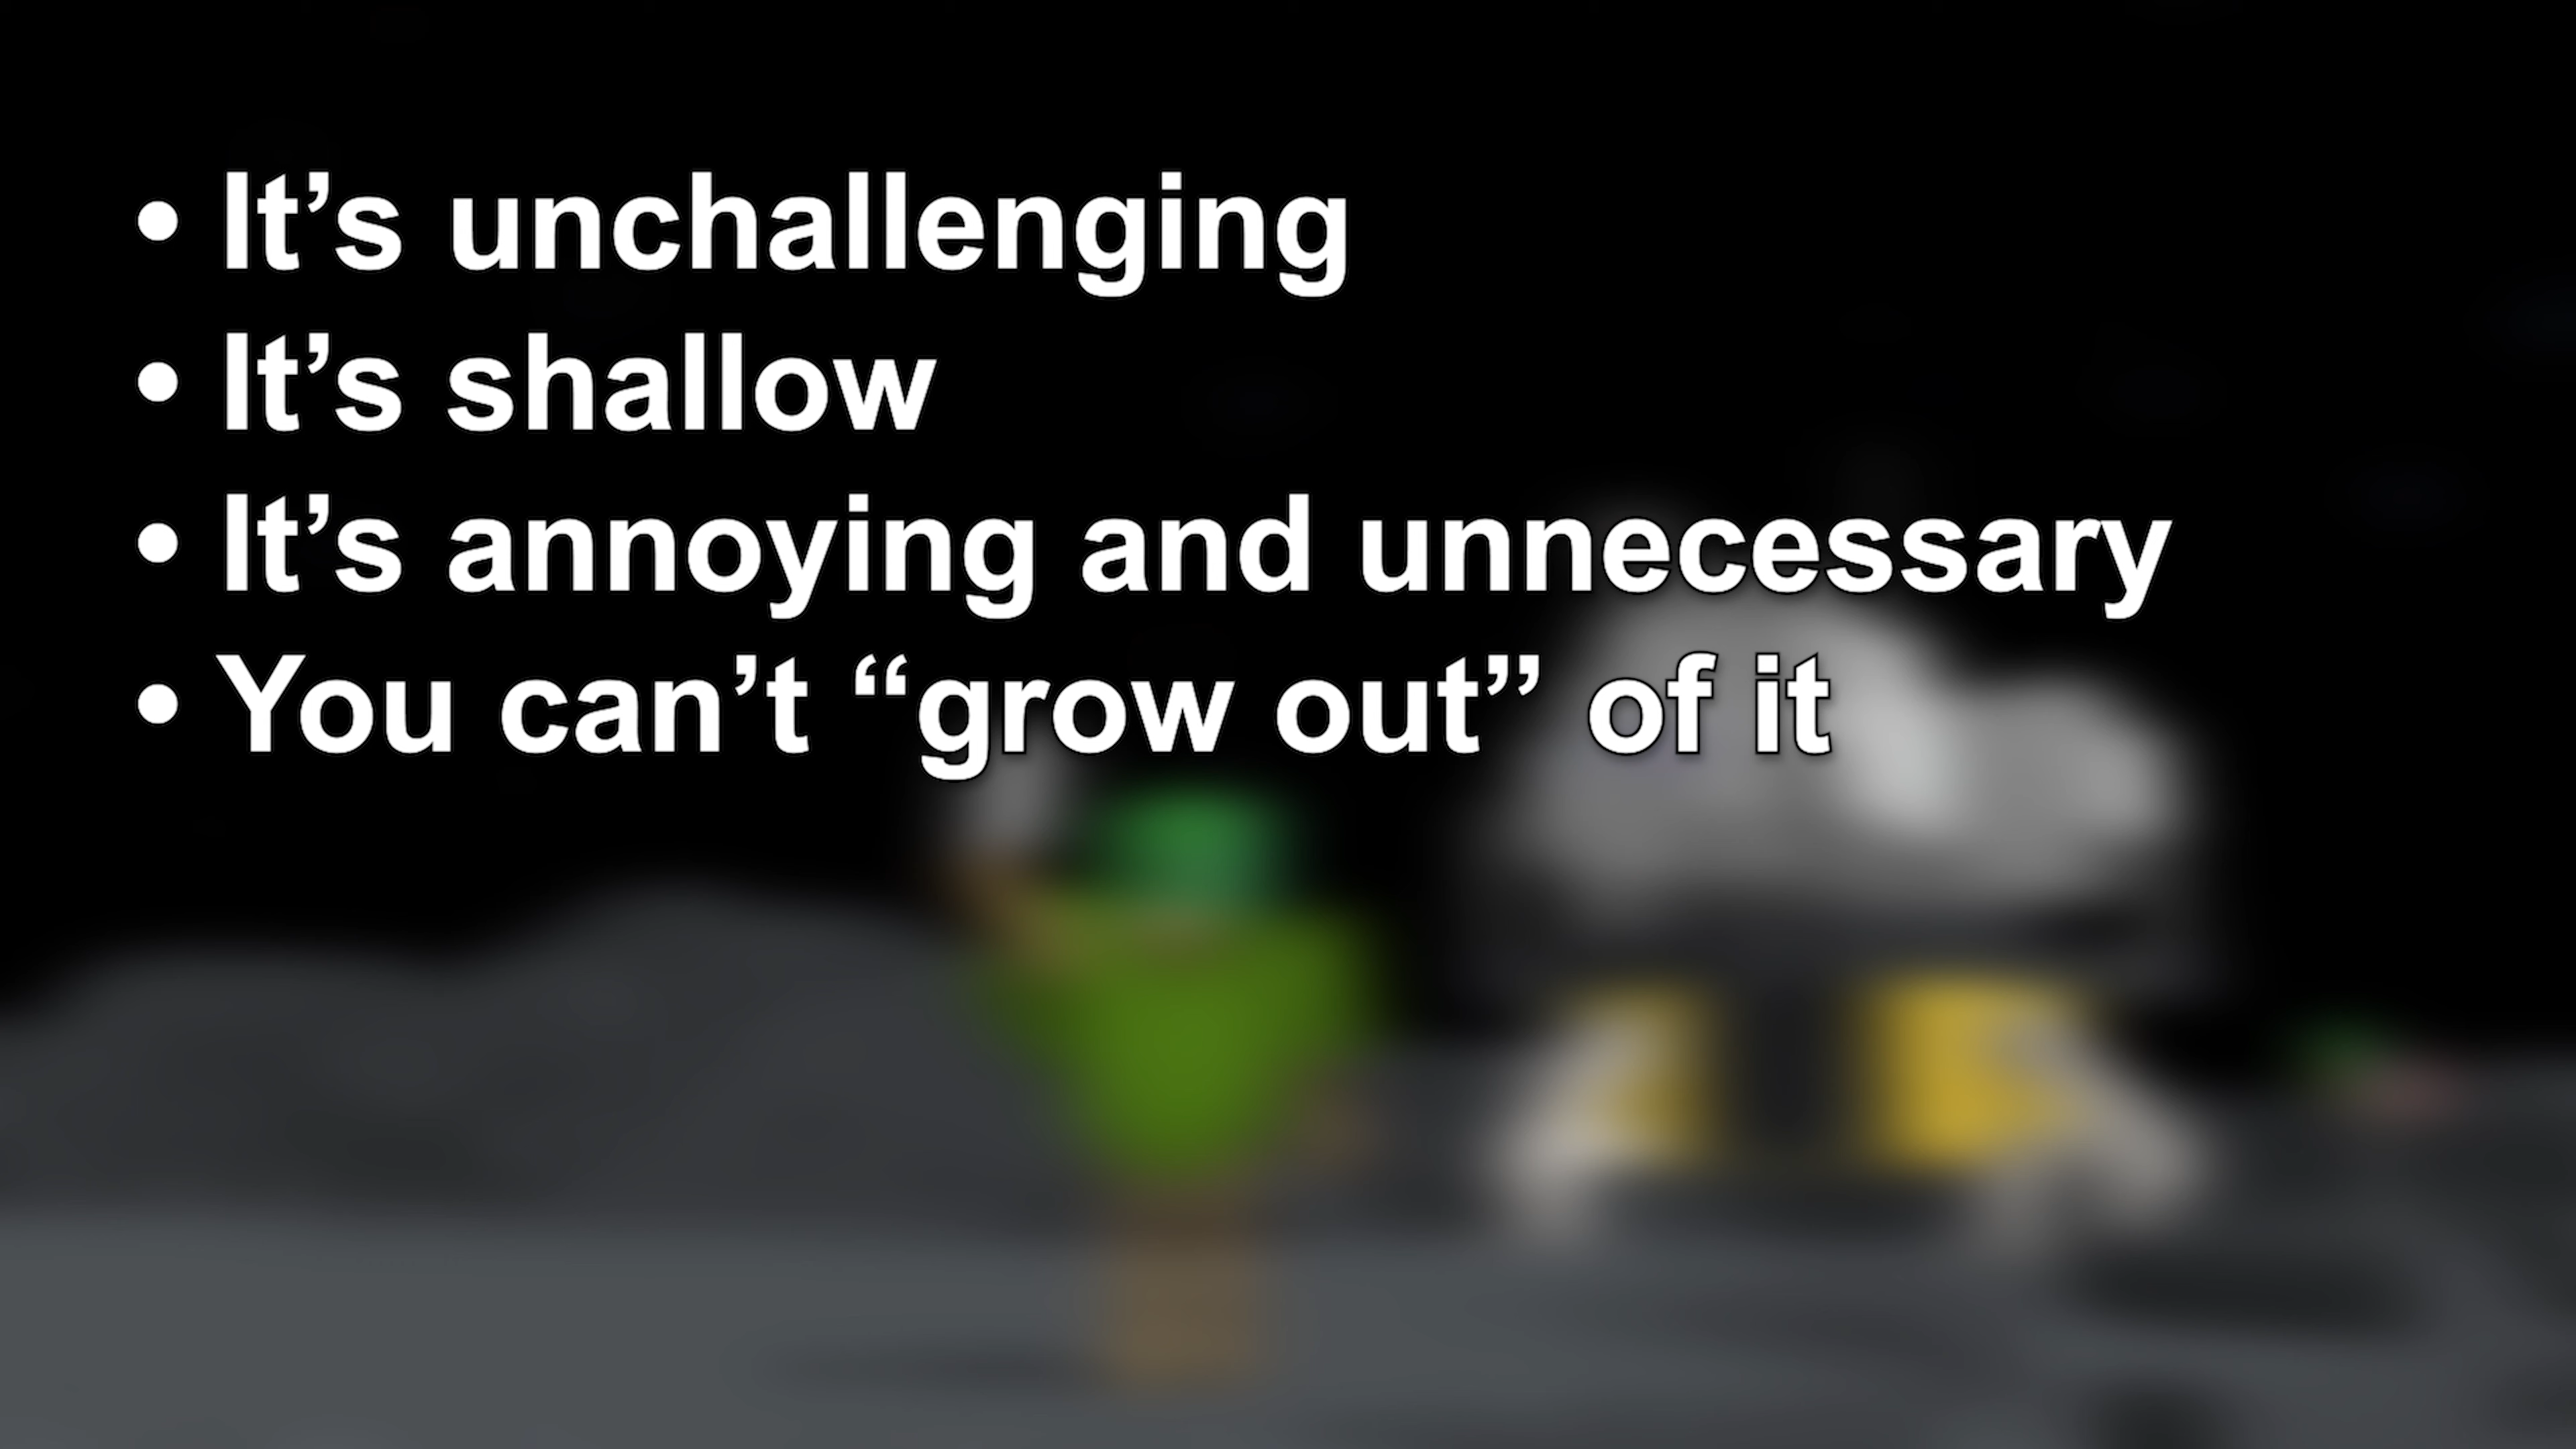 • It’s unchallenging
• It’s shallow
• It’s annoying and unnecessary
• You can’t “grow out” of it